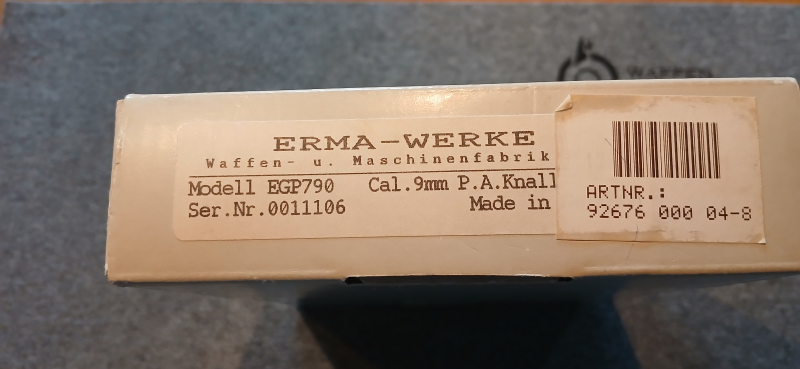 WAFFEN
ERMA-WERKE
Waffen- u. Maschinenfabrik
Modell EGP790 Cal.9mm P.A.Knall
Ser.Nr.0011106 Made in
ARTNR.:
92676 000 04-8